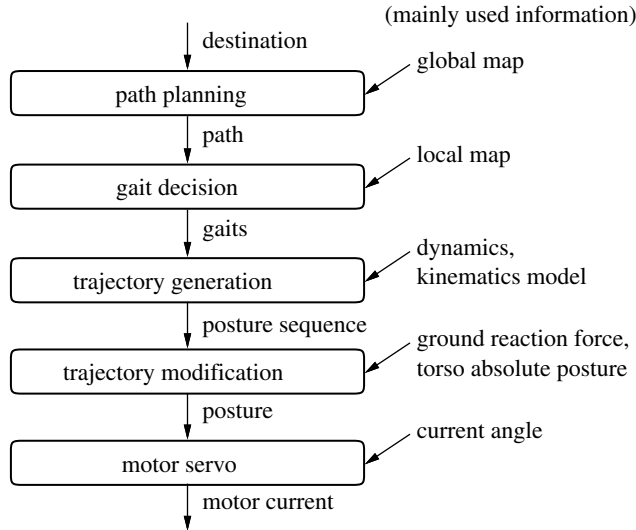 (mainly used information)
destination
global map
path planning
path
local map
gait decision
gaits
dynamics,
kinematics model
trajectory generation
posture sequence
ground reaction force,
torso absolute posture
trajectory modification
posture
current angle
motor servo
motor current